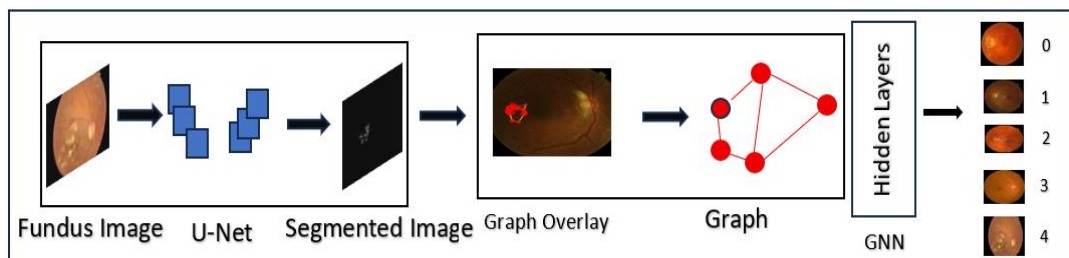 Fundus Image
U-Net
Segmented Image
Graph Overlay
Graph
Hidden Layers
GNN
0
1
2
3
4